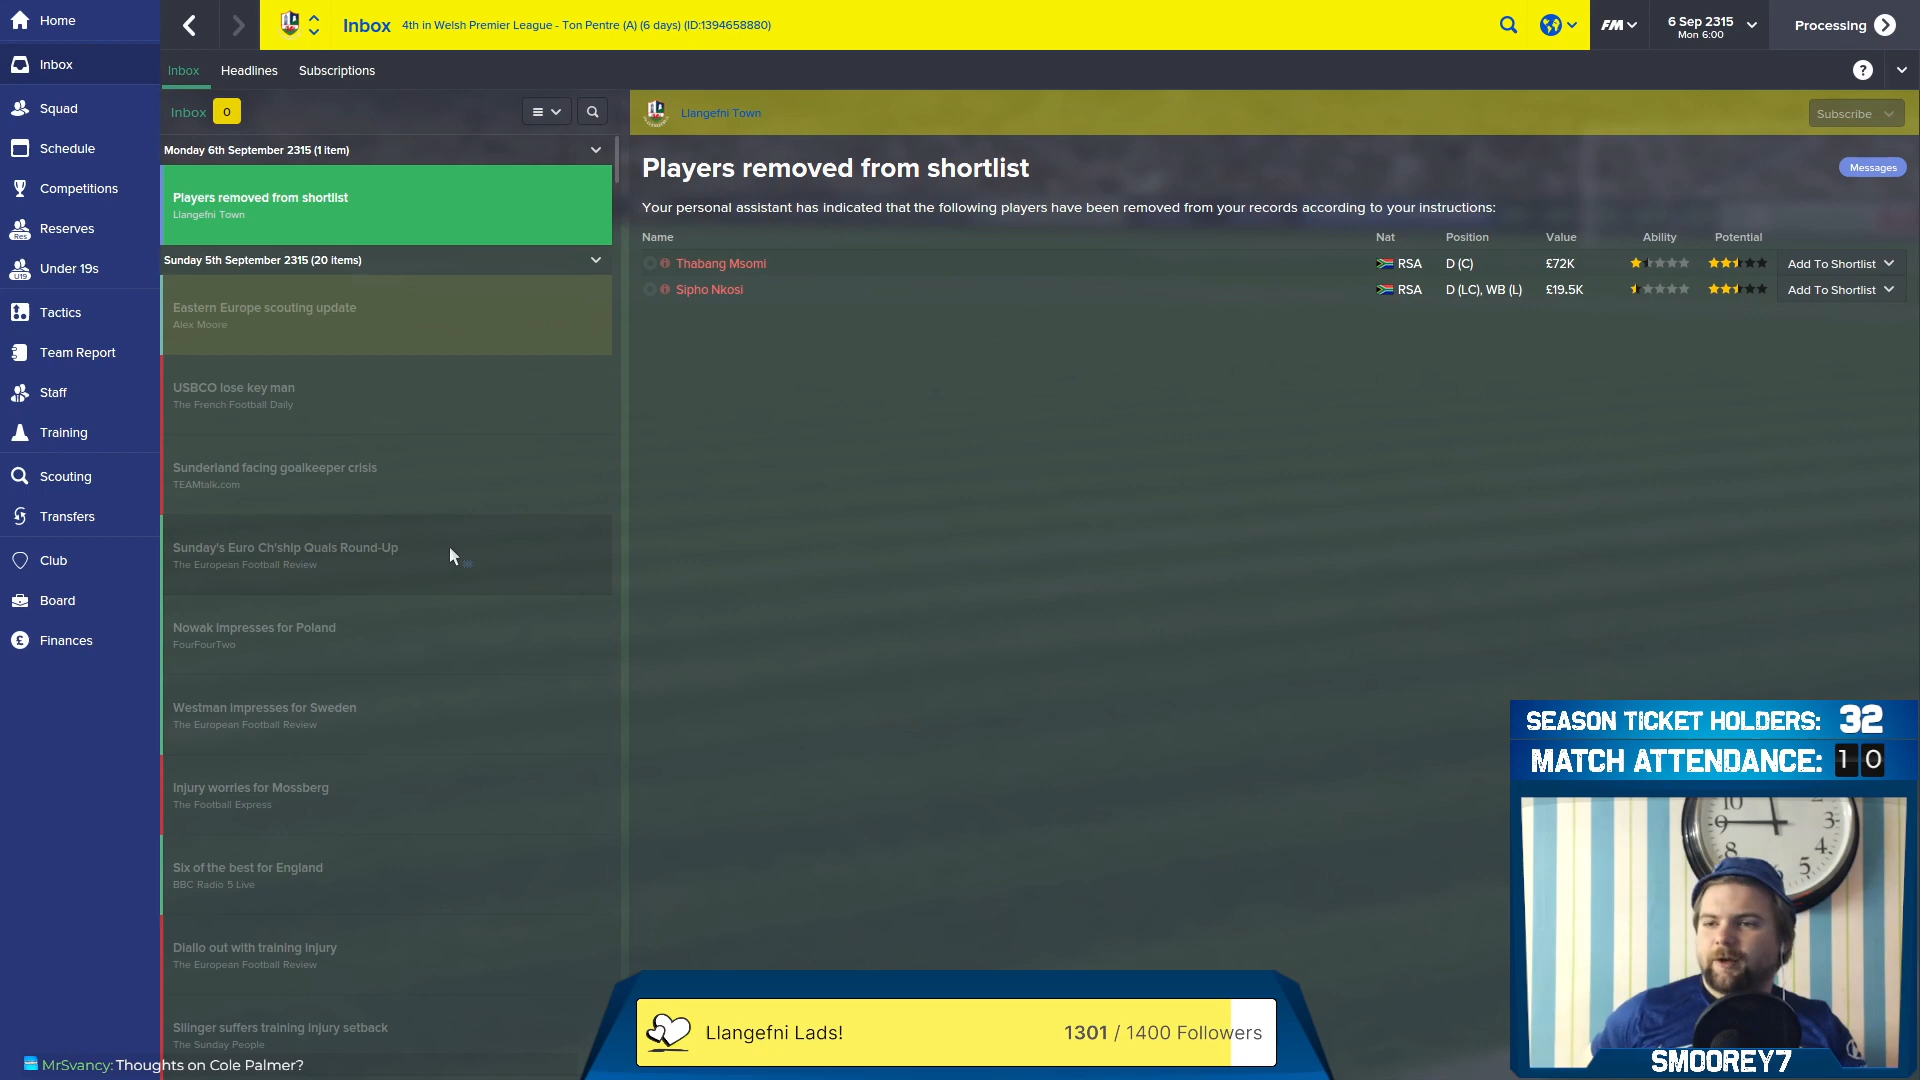 Home
Inbox
Squad
Schedule
Competitions
Reserves
Under 19s
Tactics
Team Report
Staff
Training
Scouting
Transfers
Club
Board
Finances
Inbox 4th in Welsh Premier League - Ton Pentre (A) (6 days) (ID:1394658880)
FM
6 Sep 2315
Mon 6:00
Processing
Inbox Headlines Subscriptions
?
Inbox 0
Monday 6th September 2315 (1 item)
Players removed from shortlist
Llangefni Town
Sunday 5th September 2315 (20 items)
Eastern Europe scouting update
Alex Moore
USBCO lose key man
The French Football Daily
Sunderland facing goalkeeper crisis
TEAMtalk.com
Sunday's Euro Ch'ship Quals Round-Up
The European Football Review
Nowak impresses for Poland
FourFourTwo
Westman impresses for Sweden
The European Football Review
Injury worries for Mossberg
The Football Express
Six of the best for England
BBC Radio 5 Live
Diallo out with training injury
The European Football Review
Silinger suffers training injury setback
The Sunday People
Llangefni Town
Subscribe
Players removed from shortlist
Messages
Your personal assistant has indicated that the following players have been removed from your records according to your instructions:
Name Nat Position Value Ability Potential
Thabang Msomi RSA D (C) £72K Add To Shortlist
Sipho Nkosi RSA D (LC), WB (L) £19.5K Add To Shortlist
SEASON TICKET HOLDERS: 32
MATCH ATTENDANCE: 10
10 2
9 3
8 4
5
SMOOREY7
Llangefni Lads! 1301 / 1400 Followers
MrSvancy: Thoughts on Cole Palmer?